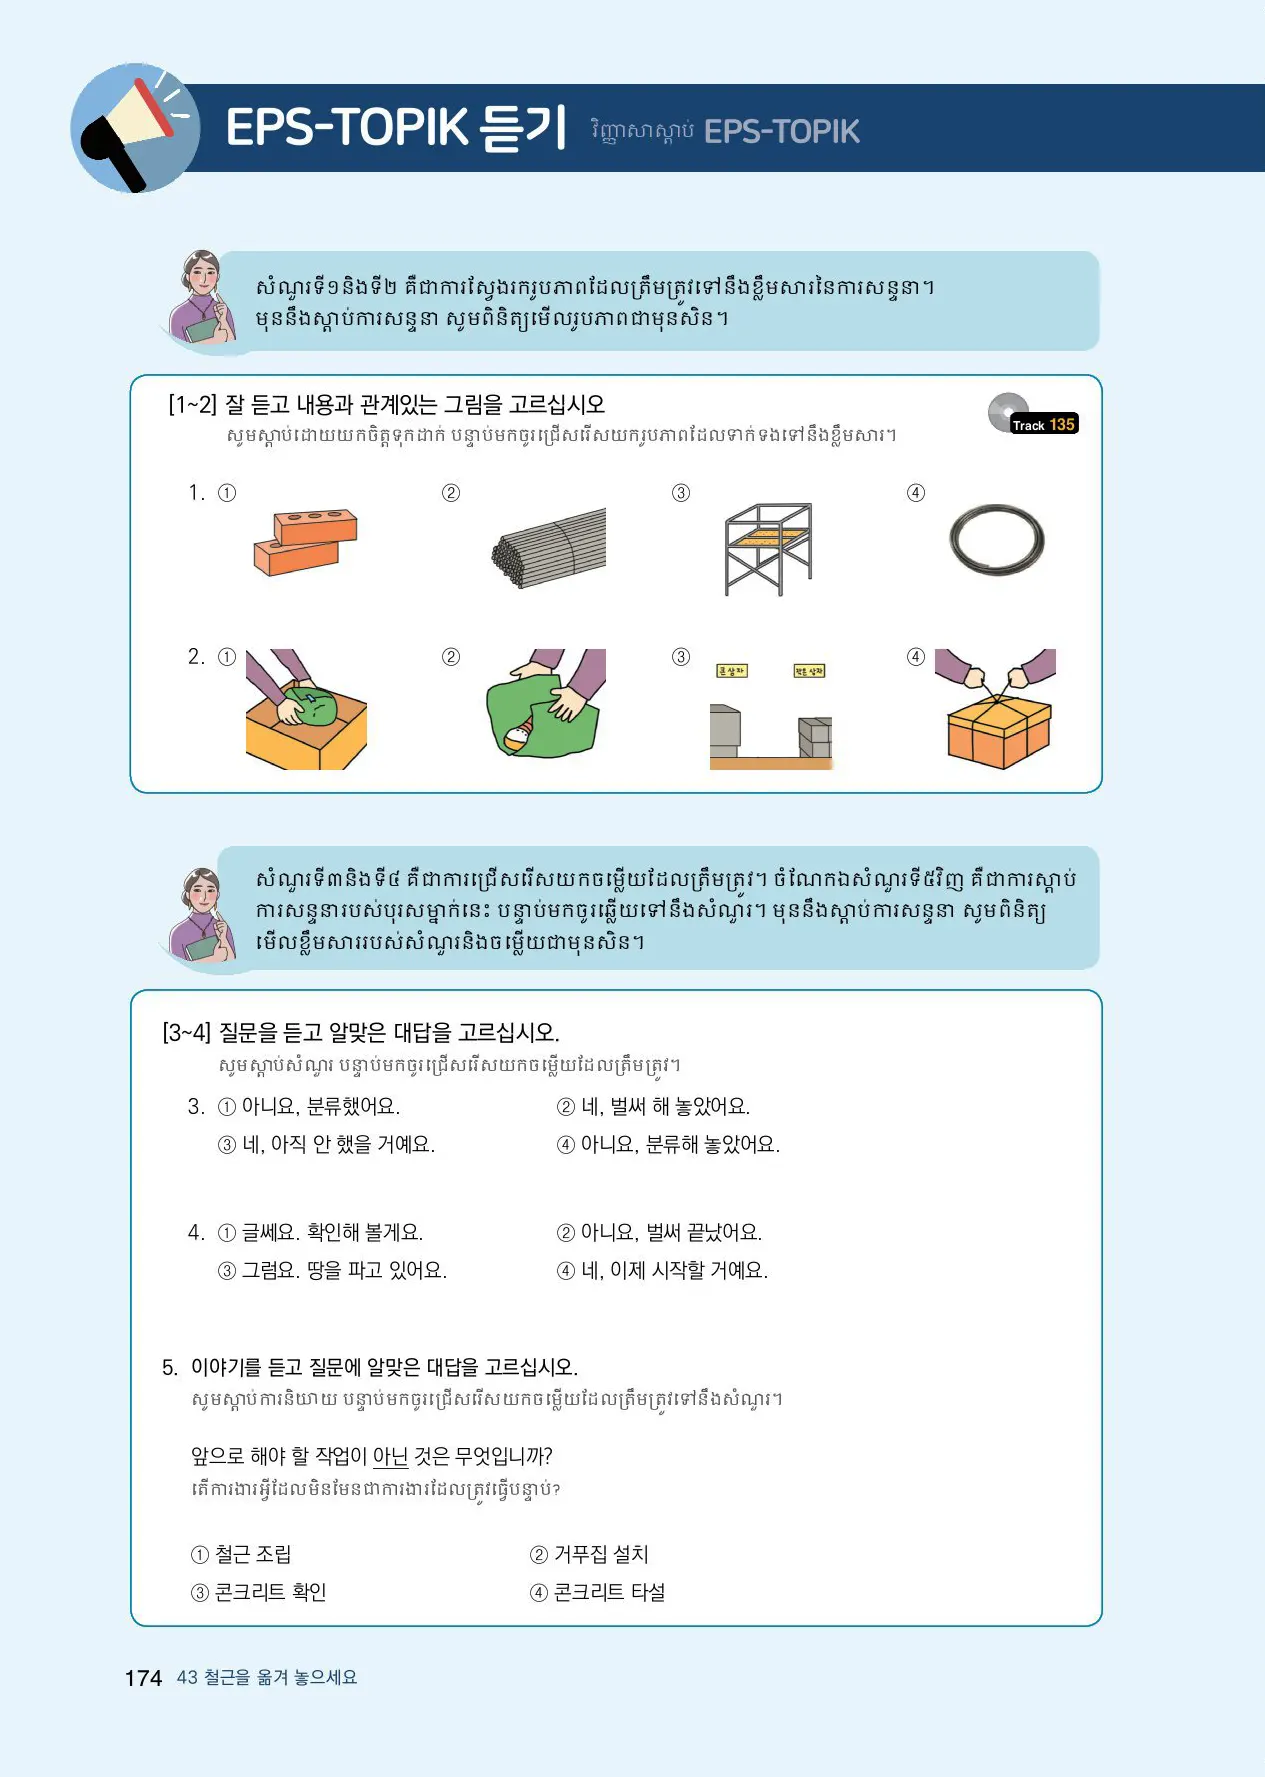 EPS-TOPIK 듣기 វិញ្ញាសាស្តាប់ EPS-TOPIK
សំណួរទី១និងទី២ គឺជាការស្វែងរករូបភាពដែលត្រឹមត្រូវទៅនឹងខ្លឹមសារនៃការសន្ទនា។
មុននឹងស្តាប់ការសន្ទនា សូមពិនិត្យមើលរូបភាពជាមុនសិន។
[1~2] 잘 듣고 내용과 관계있는 그림을 고르십시오
Track 135
សូមស្តាប់ដោយយកចិត្តទុកដាក់ បន្ទាប់មកចូរជ្រើសរើសយករូបភាពដែលទាក់ទងទៅនឹងខ្លឹមសារ។
1. ① ② ③ ④
2. ① ② ③ ④
큰 상자 작은 상자
សំណួរទី៣និងទី៤ គឺជាការជ្រើសរើសយកចម្លើយដែលត្រឹមត្រូវ។ ចំណែកឯសំណួរទី៥វិញ គឺជាការស្តាប់
ការសន្ទនារបស់បុរសម្នាក់នេះ បន្ទាប់មកចូរឆ្លើយទៅនឹងសំណួរ។ មុននឹងស្តាប់ការសន្ទនា សូមពិនិត្យ
មើលខ្លឹមសាររបស់សំណួរនិងចម្លើយជាមុនសិន។
[3~4] 질문을 듣고 알맞은 대답을 고르십시오.
សូមស្តាប់សំណួរ បន្ទាប់មកចូរជ្រើសរើសយកចម្លើយដែលត្រឹមត្រូវ។
3. ① 아니요, 분류했어요. ② 네, 벌써 해 놓았어요.
③ 네, 아직 안 했을 거예요. ④ 아니요, 분류해 놓았어요.
4. ① 글쎄요. 확인해 볼게요. ② 아니요, 벌써 끝났어요.
③ 그럼요. 땅을 파고 있어요. ④ 네, 이제 시작할 거예요.
5. 이야기를 듣고 질문에 알맞은 대답을 고르십시오.
សូមស្តាប់ការនិយាយ បន្ទាប់មកចូរជ្រើសរើសយកចម្លើយដែលត្រឹមត្រូវទៅនឹងសំណួរ។
앞으로 해야 할 작업이 아닌 것은 무엇입니까?
តើការងារអ្វីដែលមិនមែនជាការងារដែលត្រូវធ្វើបន្ទាប់?
① 철근 조립 ② 거푸집 설치
③ 콘크리트 확인 ④ 콘크리트 타설
174 43 철근을 옮겨 놓으세요